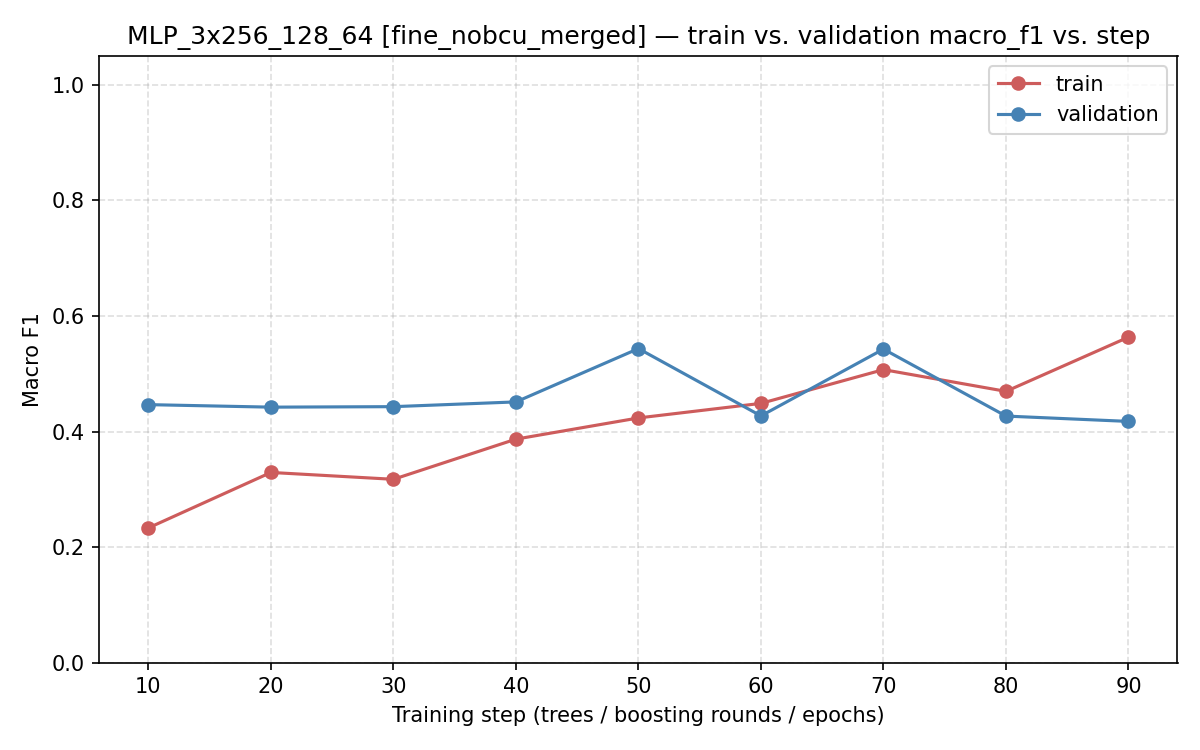 MLP_3x256_128_64 [fine_nobcu_merged] — train vs. validation macro_f1 vs. step
train
validation
1.0
0.8
0.6
0.4
0.2
0.0
Macro F1
10 20 30 40 50 60 70 80 90
Training step (trees / boosting rounds / epochs)